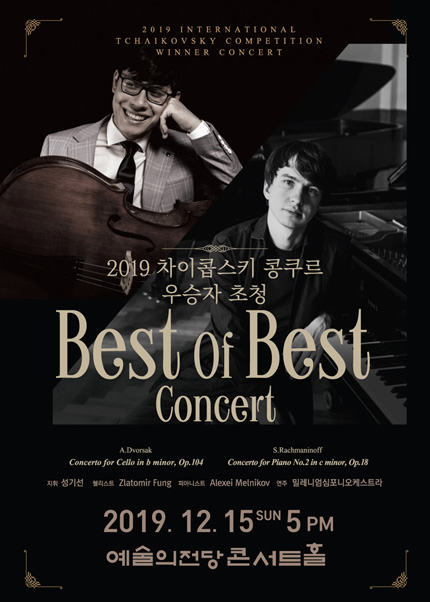 2019 INTERNATIONAL
TCHAIKOVSKY COMPETITION
WINNER CONCERT
2019 차이콥스키 콩쿠르
우승자 초청
Best of Best
Concert
A.Dvorsak
Concerto for Cello in b minor, Op.104
S.Rachmaninoff
Concerto for Piano No.2 in c minor, Op.18
지휘 성기선 첼리스트 Zlatomir Fung 피아니스트 Alexei Melnikov 연주 밀레니엄심포니오케스트라
2019. 12. 15 SUN 5 PM
예술의전당 콘서트홀